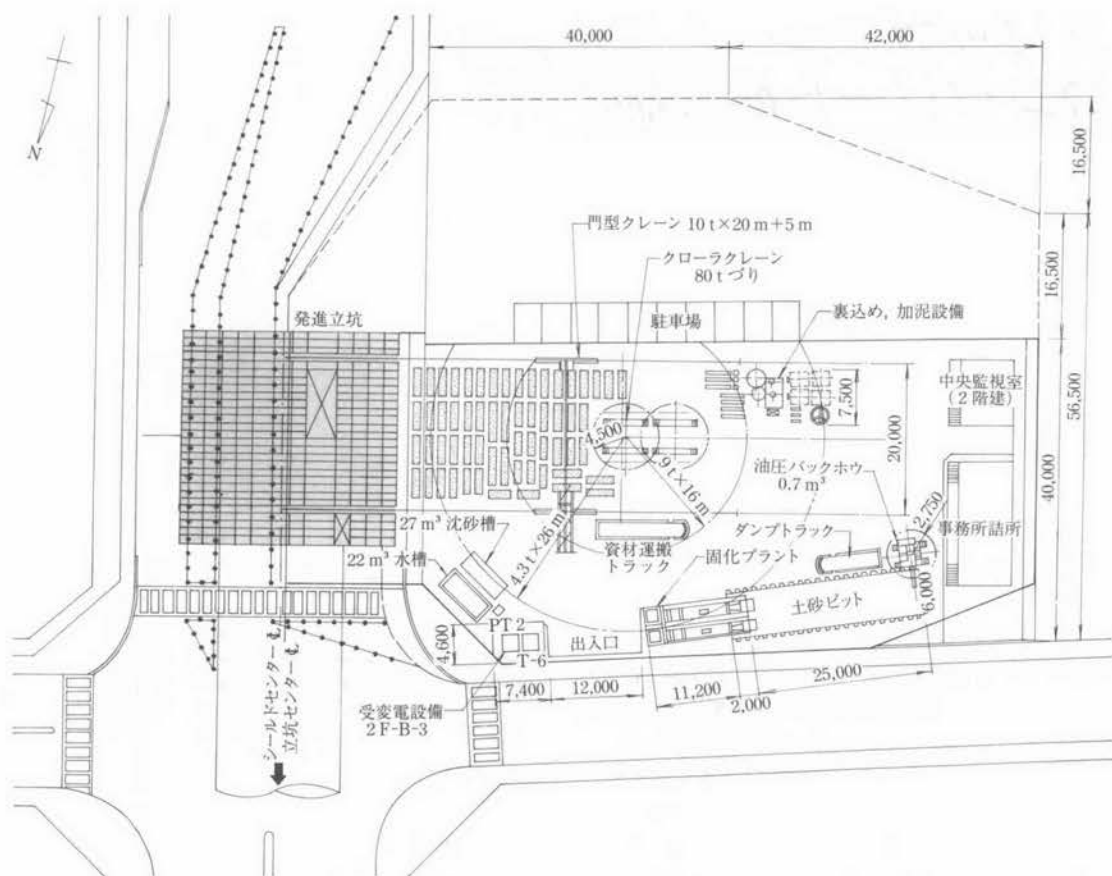 40,000
42,000
N
16,500
門型クレーン 10 t×20 m+5 m
クローラクレーン
80 t づり
16,500
発進立坑
駐車場
裏込め, 加泥設備
中央監視室
(2 階建)
7,500
20,000
56,500
4,500
9 t×16 m
油圧バックホウ
0.7 m³
40,000
2,750
27 m³ 沈砂槽
22 m³ 水槽
4.3 t×26 m
資材運搬
トラック
ダンプトラック
固化プラント
事務所詰所
6,000
土砂ピット
PT 2
4,600
T-6
出入口
7,400
12,000
11,200
2,000
25,000
受変電設備
2 F-B-3
シールドセンター ℄
立坑センター ℄